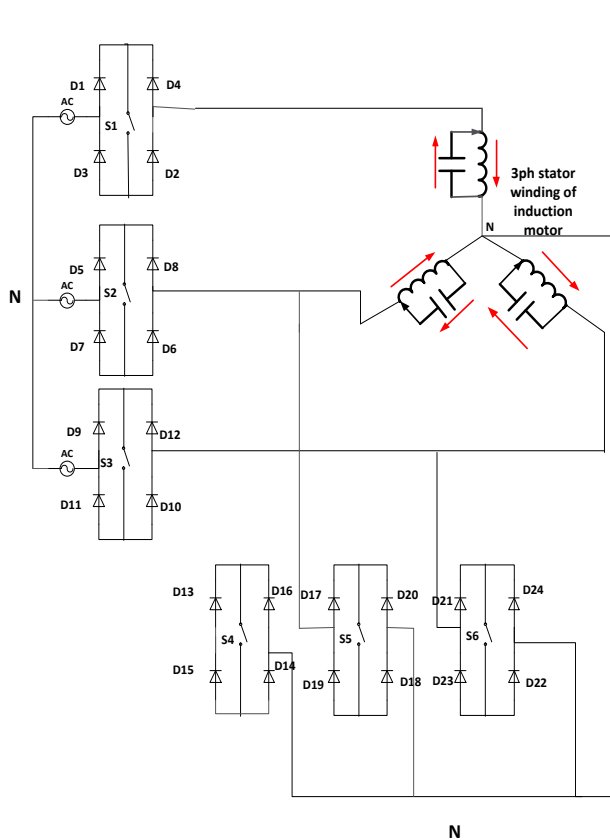 D1
D4
AC
S1
D3
D2
3ph stator
winding of
induction
motor
N
D5
D8
N
AC
S2
D7
D6
D9
D12
AC
S3
D11
D10
D13
D16
D17
D20
D21
D24
S4
S5
S6
D15
D14
D19
D18
D23
D22
N